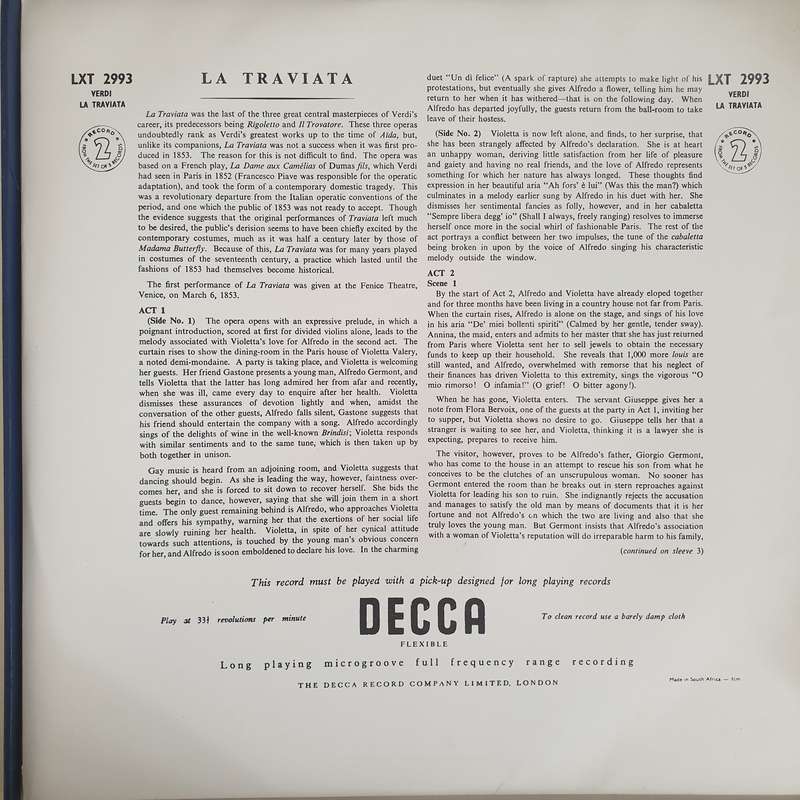 LXT 2993
VERDI
LA TRAVIATA
RECORD
2
FROM THE SET OF 3 RECORDS
LA TRAVIATA
LXT 2993
VERDI
LA TRAVIATA
RECORD
2
FROM THE SET OF 3 RECORDS
La Traviata was the last of the three great central masterpieces of Verdi's
career, its predecessors being Rigoletto and Il Trovatore. These three operas
undoubtedly rank as Verdi's greatest works up to the time of Aïda, but,
unlike its companions, La Traviata was not a success when it was first pro-
duced in 1853. The reason for this is not difficult to find. The opera was
based on a French play, La Dame aux Camélias of Dumas fils, which Verdi
had seen in Paris in 1852 (Francesco Piave was responsible for the operatic
adaptation), and took the form of a contemporary domestic tragedy. This
was a revolutionary departure from the Italian operatic conventions of the
period, and one which the public of 1853 was not ready to accept. Though
the evidence suggests that the original performances of Traviata left much
to be desired, the public's derision seems to have been chiefly excited by the
contemporary costumes, much as it was half a century later by those of
Madama Butterfly. Because of this, La Traviata was for many years played
in costumes of the seventeenth century, a practice which lasted until the
fashions of 1853 had themselves become historical.
The first performance of La Traviata was given at the Fenice Theatre,
Venice, on March 6, 1853.
ACT 1
(Side No. 1) The opera opens with an expressive prelude, in which a
poignant introduction, scored at first for divided violins alone, leads to the
melody associated with Violetta's love for Alfredo in the second act. The
curtain rises to show the dining-room in the Paris house of Violetta Valery,
a noted demi-mondaine. A party is taking place, and Violetta is welcoming
her guests. Her friend Gastone presents a young man, Alfredo Germont, and
tells Violetta that the latter has long admired her from afar and recently,
when she was ill, came every day to enquire after her health. Violetta
dismisses these assurances of devotion lightly and when, amidst the
conversation of the other guests, Alfredo falls silent, Gastone suggests that
his friend should entertain the company with a song. Alfredo accordingly
sings of the delights of wine in the well-known Brindisi; Violetta responds
with similar sentiments and to the same tune, which is then taken up by
both together in unison.
Gay music is heard from an adjoining room, and Violetta suggests that
dancing should begin. As she is leading the way, however, faintness over-
comes her, and she is forced to sit down to recover herself. She bids the
guests begin to dance, however, saying that she will join them in a short
time. The only guest remaining behind is Alfredo, who approaches Violetta
and offers his sympathy, warning her that the exertions of her social life
are slowly ruining her health. Violetta, in spite of her cynical attitude
towards such attentions, is touched by the young man's obvious concern
for her, and Alfredo is soon emboldened to declare his love. In the charming
duet "Un dì felice" (A spark of rapture) she attempts to make light of his
protestations, but eventually she gives Alfredo a flower, telling him he may
return to her when it has withered—that is on the following day. When
Alfredo has departed joyfully, the guests return from the ball-room to take
leave of their hostess.
(Side No. 2) Violetta is now left alone, and finds, to her surprise, that
she has been strangely affected by Alfredo's declaration. She is at heart
an unhappy woman, deriving little satisfaction from her life of pleasure
and gaiety and having no real friends, and the love of Alfredo represents
something for which her nature has always longed. These thoughts find
expression in her beautiful aria "Ah fors' è lui" (Was this the man?) which
culminates in a melody earlier sung by Alfredo in his duet with her. She
dismisses her sentimental fancies as folly, however, and in her cabaletta
"Sempre libera degg' io" (Shall I always, freely ranging) resolves to immerse
herself once more in the social whirl of fashionable Paris. The rest of the
act portrays a conflict between her two impulses, the tune of the cabaletta
being broken in upon by the voice of Alfredo singing his characteristic
melody outside the window.
ACT 2
Scene 1
By the start of Act 2, Alfredo and Violetta have already eloped together
and for three months have been living in a country house not far from Paris.
When the curtain rises, Alfredo is alone on the stage, and sings of his love
in his aria "De' miei bollenti spiriti" (Calmed by her gentle, tender sway).
Annina, the maid, enters and admits to her master that she has just returned
from Paris where Violetta sent her to sell jewels to obtain the necessary
funds to keep up their household. She reveals that 1,000 more louis are
still wanted, and Alfredo, overwhelmed with remorse that his neglect of
their finances has driven Violetta to this extremity, sings the vigorous "O
mio rimorso! O infamia!" (O grief! O bitter agony!).
When he has gone, Violetta enters. The servant Giuseppe gives her a
note from Flora Bervoix, one of the guests at the party in Act 1, inviting her
to supper, but Violetta shows no desire to go. Giuseppe tells her that a
stranger is waiting to see her, and Violetta, thinking it is a lawyer she is
expecting, prepares to receive him.
The visitor, however, proves to be Alfredo's father, Giorgio Germont,
who has come to the house in an attempt to rescue his son from what he
conceives to be the clutches of an unscrupulous woman. No sooner has
Germont entered the room than he breaks out in stern reproaches against
Violetta for leading his son to ruin. She indignantly rejects the accusation
and manages to satisfy the old man by means of documents that it is her
fortune and not Alfredo's on which the two are living and also that she
truly loves the young man. But Germont insists that Alfredo's association
with a woman of Violetta's reputation will do irreparable harm to his family,
(continued on sleeve 3)
This record must be played with a pick-up designed for long playing records
Play at 33⅓ revolutions per minute
DECCA
To clean record use a barely damp cloth
FLEXIBLE
Long playing microgroove full frequency range recording
THE DECCA RECORD COMPANY LIMITED, LONDON
Made in South Africa —